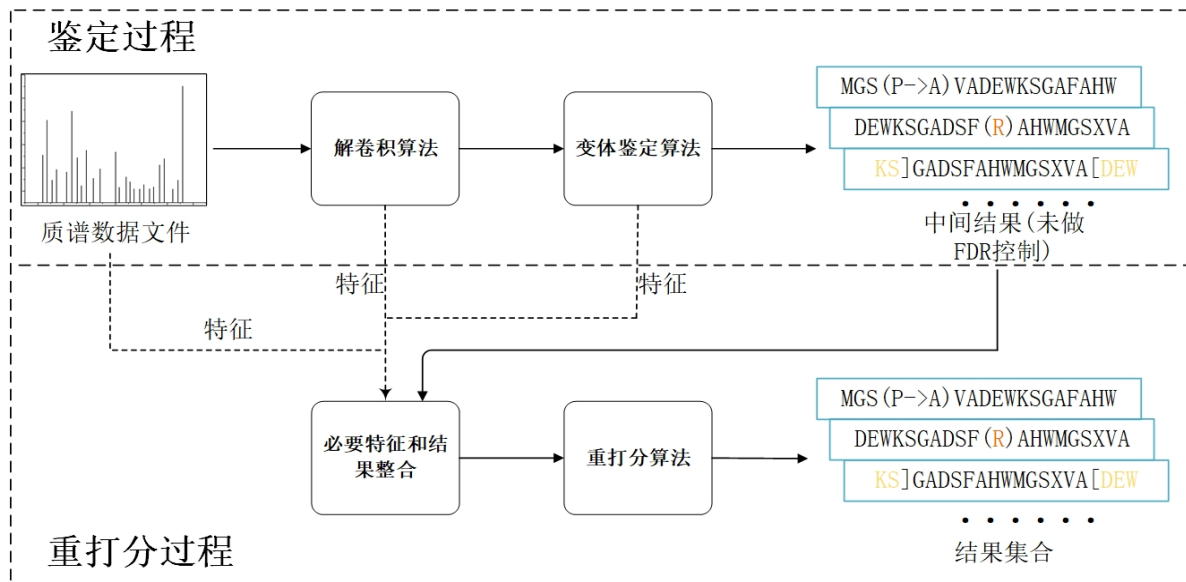 鉴定过程
解卷积算法
变体鉴定算法
MGS(P->A)VADEWKSGAFAHW
DEWKSGADSF(R)AHWMGSXVA
KS]GADSFAHWMGSXVA[DEW
......
质谱数据文件
中间结果(未做
FDR控制)
特征
特征
特征
必要特征和结
果整合
重打分算法
MGS(P->A)VADEWKSGAFAHW
DEWKSGADSF(R)AHWMGSXVA
KS]GADSFAHWMGSXVA[DEW
......
结果集合
重打分过程